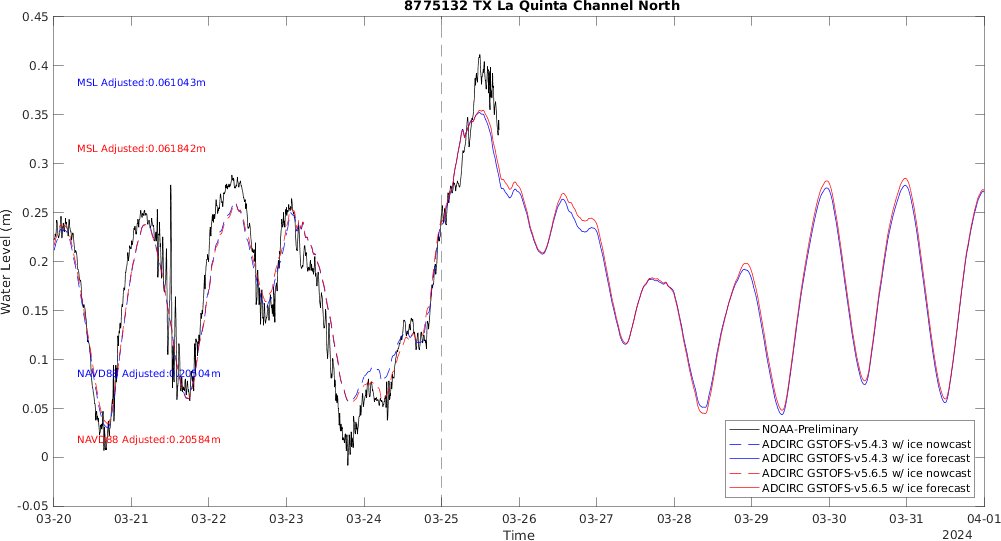 8775132 TX La Quinta Channel North
0.45
0.4
0.35
0.3
0.25
0.2
0.15
0.1
0.05
0
-0.05
Water Level (m)
MSL Adjusted:0.061043m
MSL Adjusted:0.061842m
NAVD88 Adjusted:0.20504m
NAVD88 Adjusted:0.20584m
NOAA-Preliminary
ADCIRC GSTOFS-v5.4.3 w/ ice nowcast
ADCIRC GSTOFS-v5.4.3 w/ ice forecast
ADCIRC GSTOFS-v5.6.5 w/ ice nowcast
ADCIRC GSTOFS-v5.6.5 w/ ice forecast
03-20 03-21 03-22 03-23 03-24 03-25 03-26 03-27 03-28 03-29 03-30 03-31 04-01
Time
2024